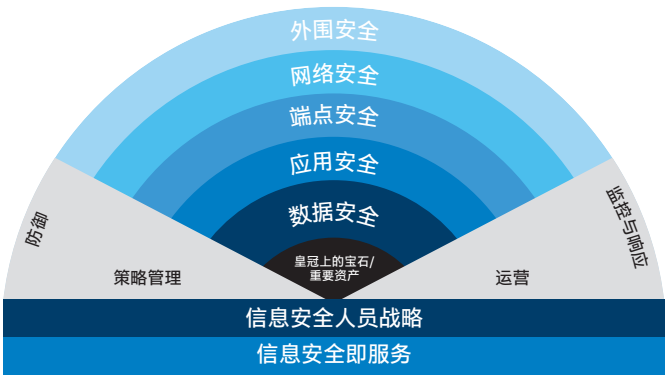 外围安全
网络安全
端点安全
应用安全
数据安全
皇冠上的宝石/
重要资产
防御
策略管理
监控与响应
运营
信息安全人员战略
信息安全即服务